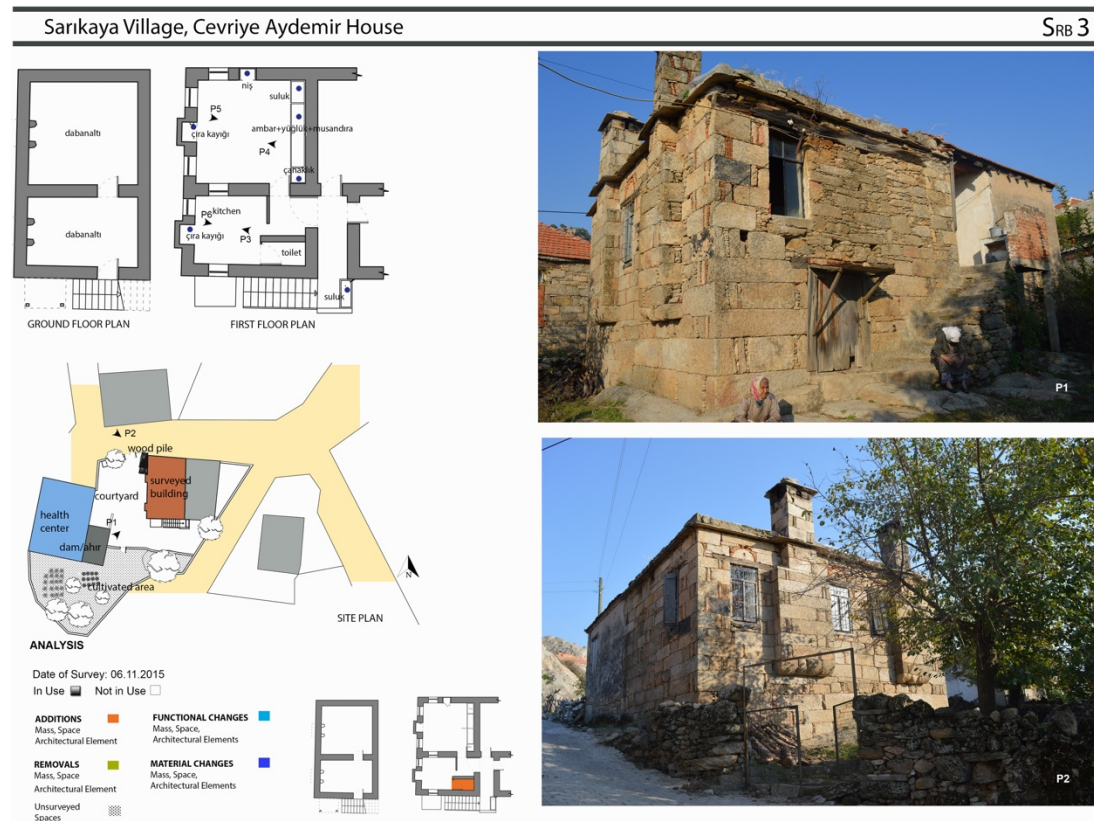 Sarıkaya Village, Cevriye Aydemir House
SRB 3
dabanaltı
dabanaltı
GROUND FLOOR PLAN
niş
suluk
P5
çıra kayığı
ambar+yüğlük+musandıra
P4
çanaklık
P6
kitchen
çıra kayığı
P3
toilet
suluk
FIRST FLOOR PLAN
P1
P2
wood pile
surveyed
building
courtyard
health
center
P1
dam/ahır
cultivated area
N
SITE PLAN
P2
ANALYSIS
Date of Survey: 06.11.2015
In Use Not in Use
ADDITIONS
Mass, Space
Architectural Element
FUNCTIONAL CHANGES
Mass, Space,
Architectural Elements
REMOVALS
Mass, Space
Architectural Element
MATERIAL CHANGES
Mass, Space,
Architectural Elements
Unsurveyed
Spaces